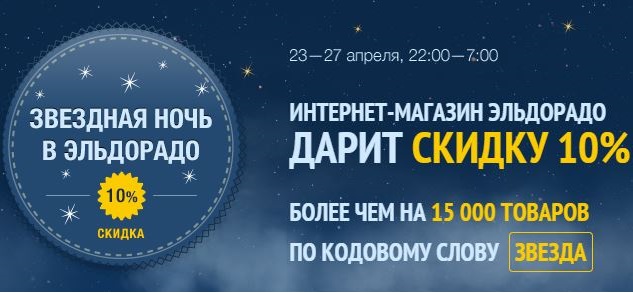 23—27 апреля, 22:00—7:00
ЗВЕЗДНАЯ НОЧЬ
В ЭЛЬДОРАДО
10%
СКИДКА
ИНТЕРНЕТ-МАГАЗИН ЭЛЬДОРАДО
ДАРИТ СКИДКУ 10%
БОЛЕЕ ЧЕМ НА 15 000 ТОВАРОВ
ПО КОДОВОМУ СЛОВУ ЗВЕЗДА